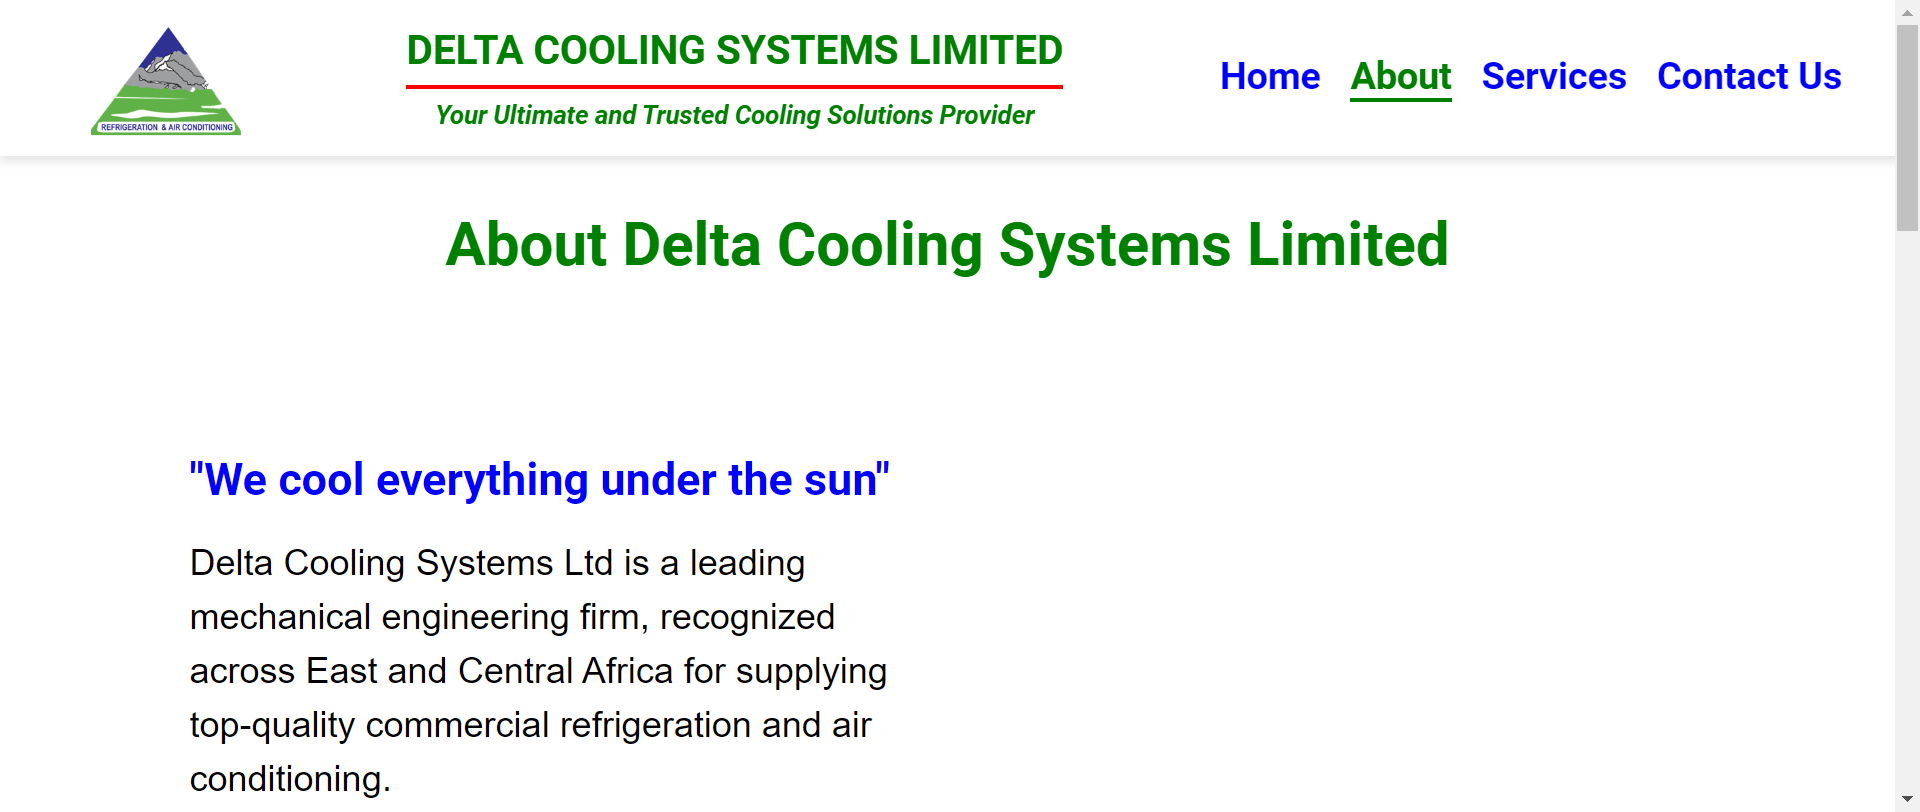 REFRIGERATION & AIR CONDITIONING
DELTA COOLING SYSTEMS LIMITED
Your Ultimate and Trusted Cooling Solutions Provider
Home About Services Contact Us
About Delta Cooling Systems Limited
"We cool everything under the sun"
Delta Cooling Systems Ltd is a leading
mechanical engineering firm, recognized
across East and Central Africa for supplying
top-quality commercial refrigeration and air
conditioning.